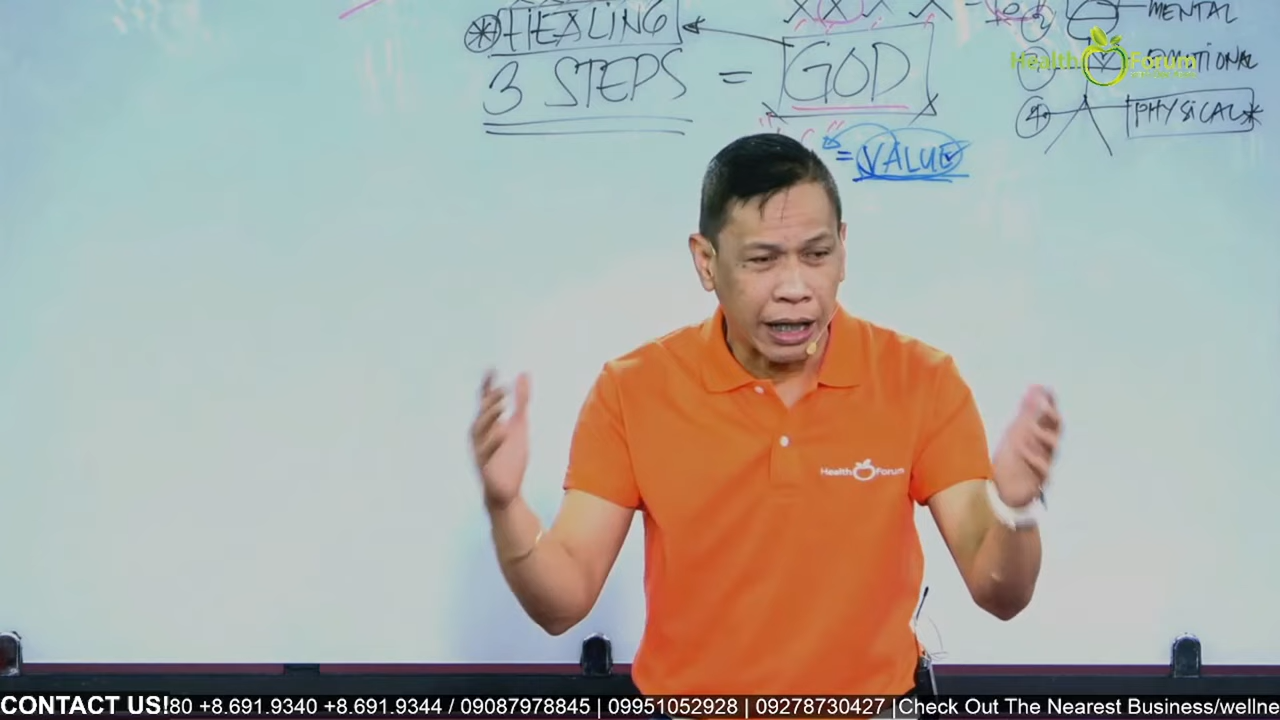 HEALING
MENTAL
3 STEPS = GOD
EMOTIONAL
Health Forum
4
PHYSICAL
= VALUE
Health Forum
CONTACT US! 80 +8.691.9340 +8.691.9344 / 09087978845 | 09951052928 | 09278730427 |Check Out The Nearest Business/wellne